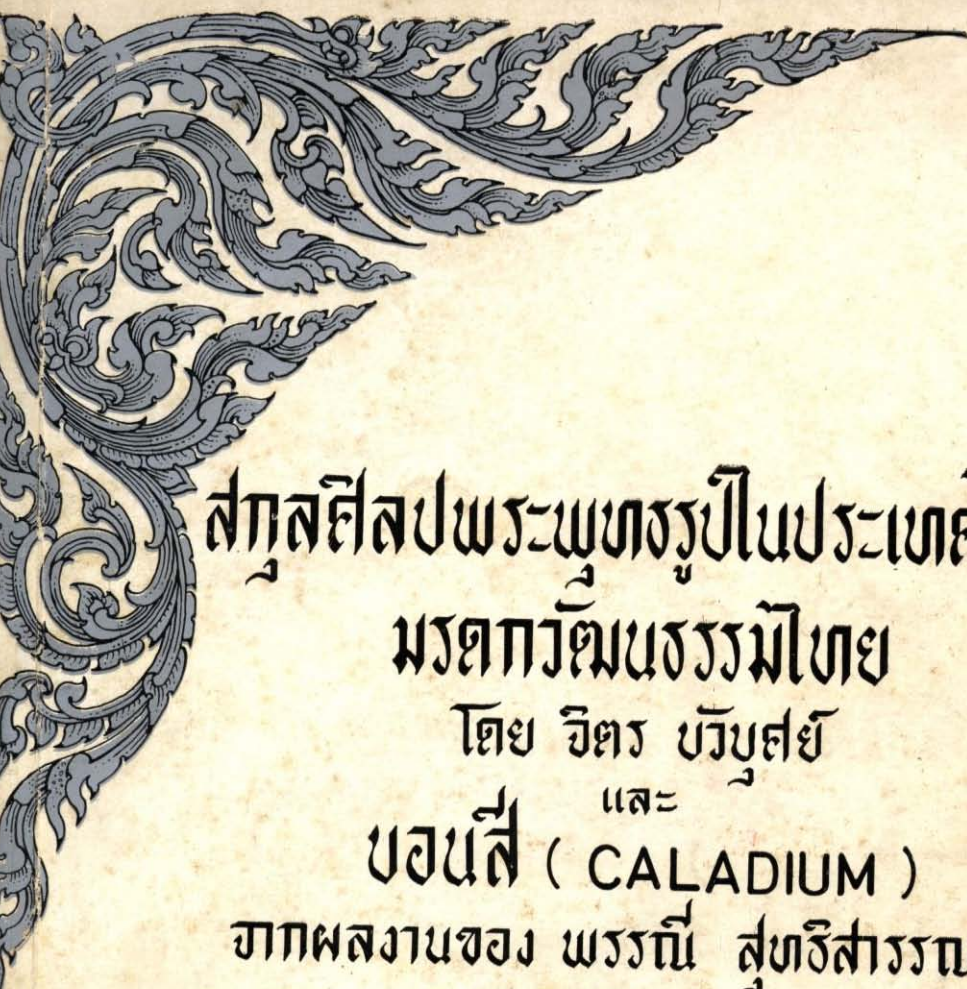 สกุลศิลปพระพุทธรูปในประเทศ
มรดกวัฒนธรรมไทย
โดย จิตร บัวบุศย์
และ
บอนสี ( CALADIUM )
จากผลงานของ พรรณี สุทธิสารรณ